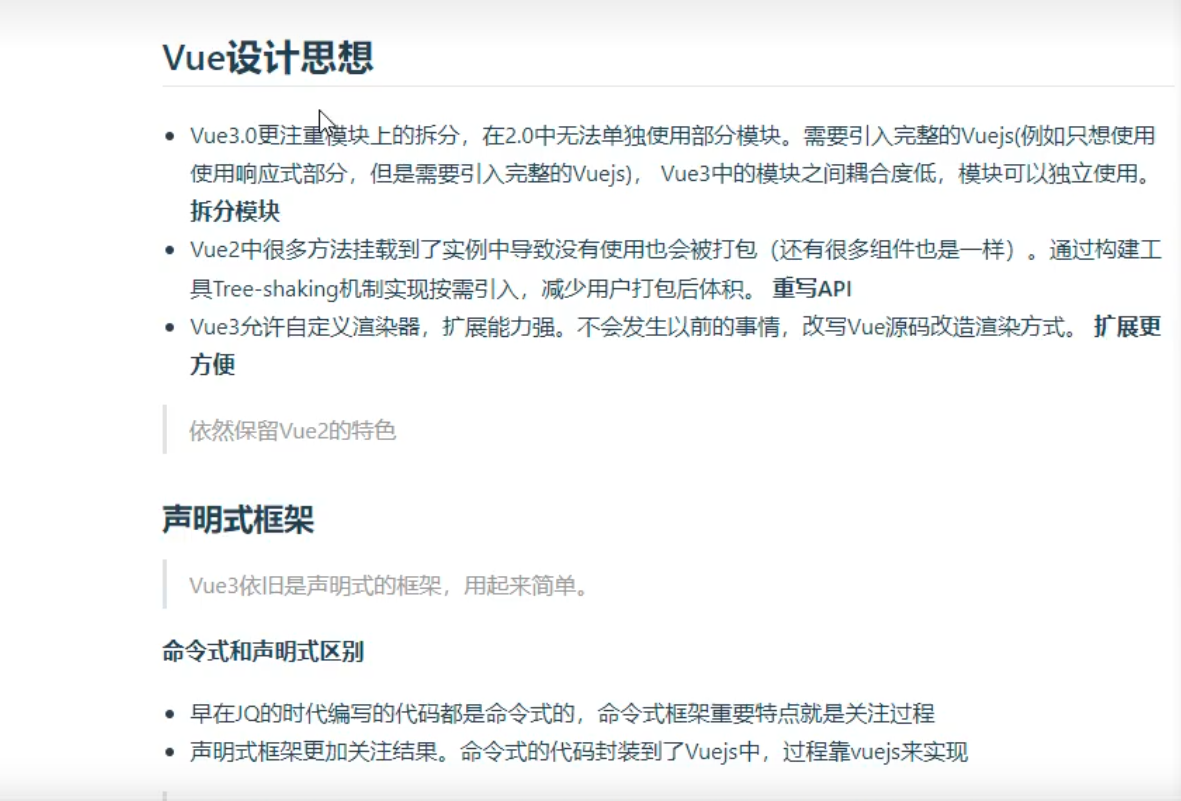 Vue设计思想
Vue3.0更注重模块上的拆分，在2.0中无法单独使用部分模块。需要引入完整的Vuejs(例如只想使用
使用响应式部分，但是需要引入完整的Vuejs)， Vue3中的模块之间耦合度低，模块可以独立使用。
拆分模块
Vue2中很多方法挂载到了实例中导致没有使用也会被打包（还有很多组件也是一样）。通过构建工
具Tree-shaking机制实现按需引入，减少用户打包后体积。 重写API
Vue3允许自定义渲染器，扩展能力强。不会发生以前的事情，改写Vue源码改造渲染方式。 扩展更
方便
依然保留Vue2的特色
声明式框架
Vue3依旧是声明式的框架，用起来简单。
命令式和声明式区别
早在JQ的时代编写的代码都是命令式的，命令式框架重要特点就是关注过程
声明式框架更加关注结果。命令式的代码封装到了Vuejs中，过程靠vuejs来实现